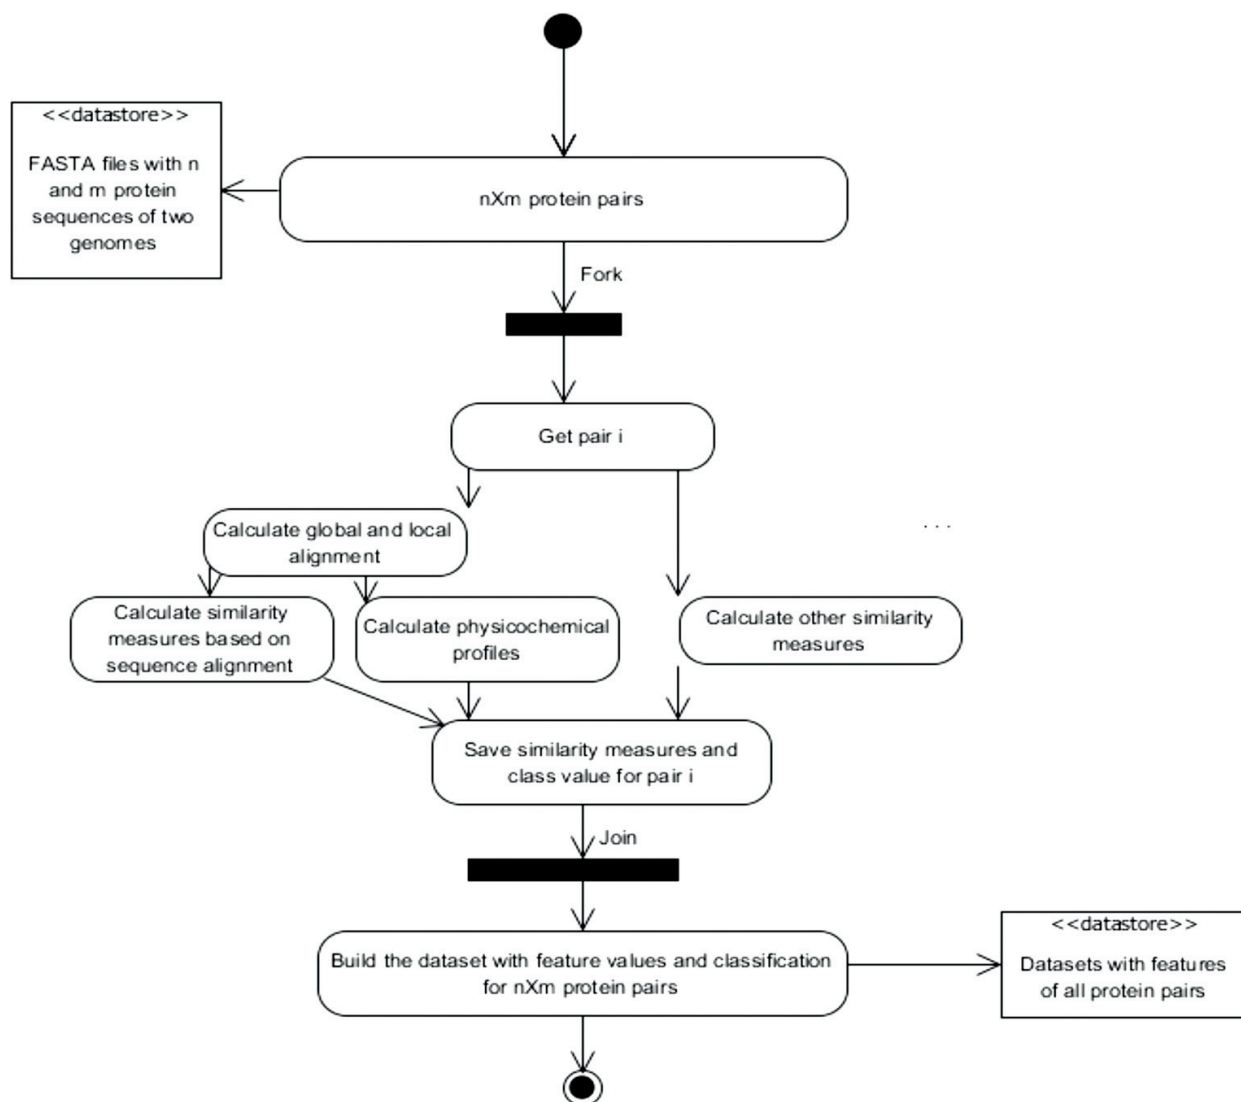 <<datastore>>
FASTA files with n
and m protein
sequences of two
genomes
nXm protein pairs
Fork
Get pair i
Calculate global and local
alignment
. . .
Calculate similarity
measures based on
sequence alignment
Calculate physicochemical
profiles
Calculate other similarity
measures
Save similarity measures and
class value for pair i
Join
Build the dataset with feature values and classification
for nXm protein pairs
<<datastore>>
Datasets with features
of all protein pairs